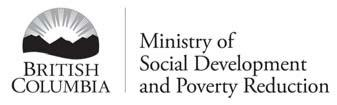 BRITISH
COLUMBIA
Ministry of
Social Development
and Poverty Reduction